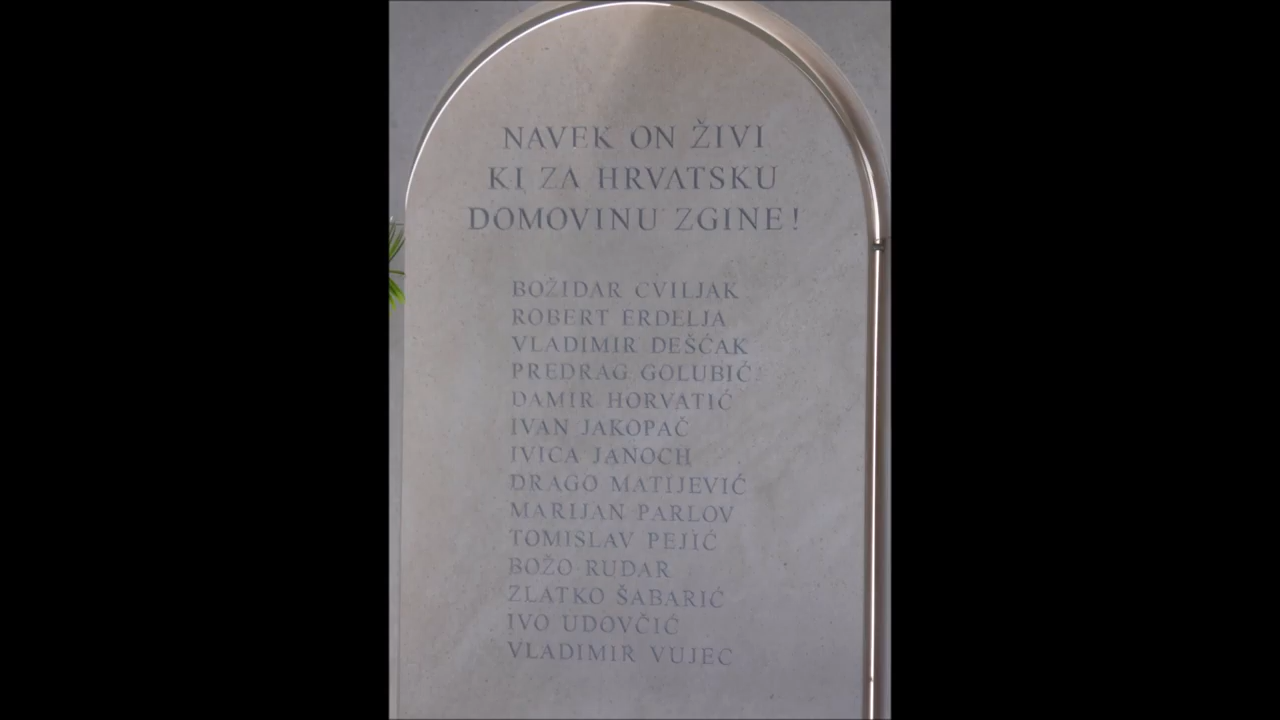 NAVEK ON ŽIVI
KI ZA HRVATSKU
DOMOVINU ZGINE!
BOŽIDAR CVILJAK
ROBERT ERDELJA
VLADIMIR DEŠĆAK
PREDRAG GOLUBIĆ
DAMIR HORVATIĆ
IVAN JAKOPAČ
IVICA JANOCH
DRAGO MATIJEVIĆ
MARIJAN PARLOV
TOMISLAV PEJIĆ
BOŽO RUDAR
ZLATKO ŠABARIĆ
IVO UDOVČIĆ
VLADIMIR VUJEC